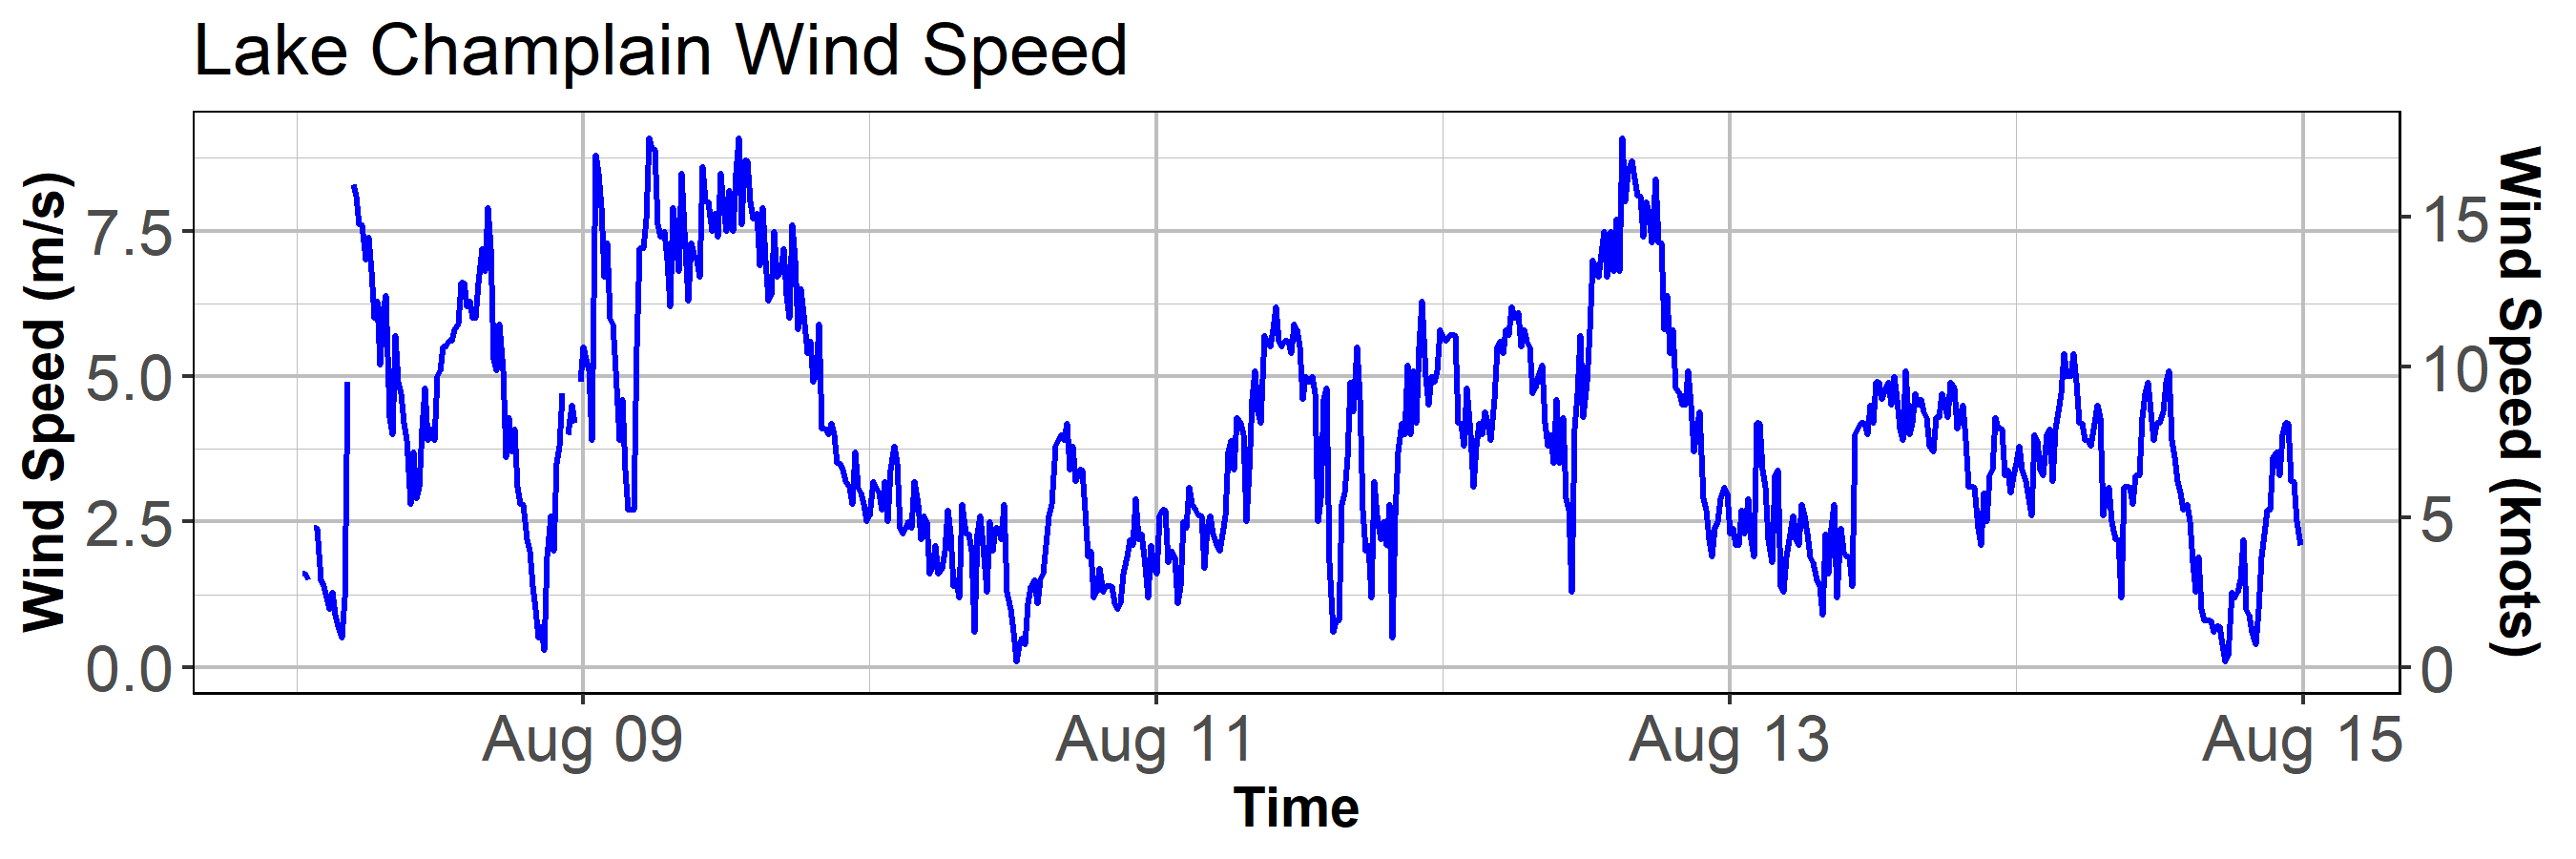 Lake Champlain Wind Speed
Wind Speed (m/s)
7.5
5.0
2.5
0.0
15
10
5
0
Wind Speed (knots)
Aug 09
Aug 11
Aug 13
Aug 15
Time